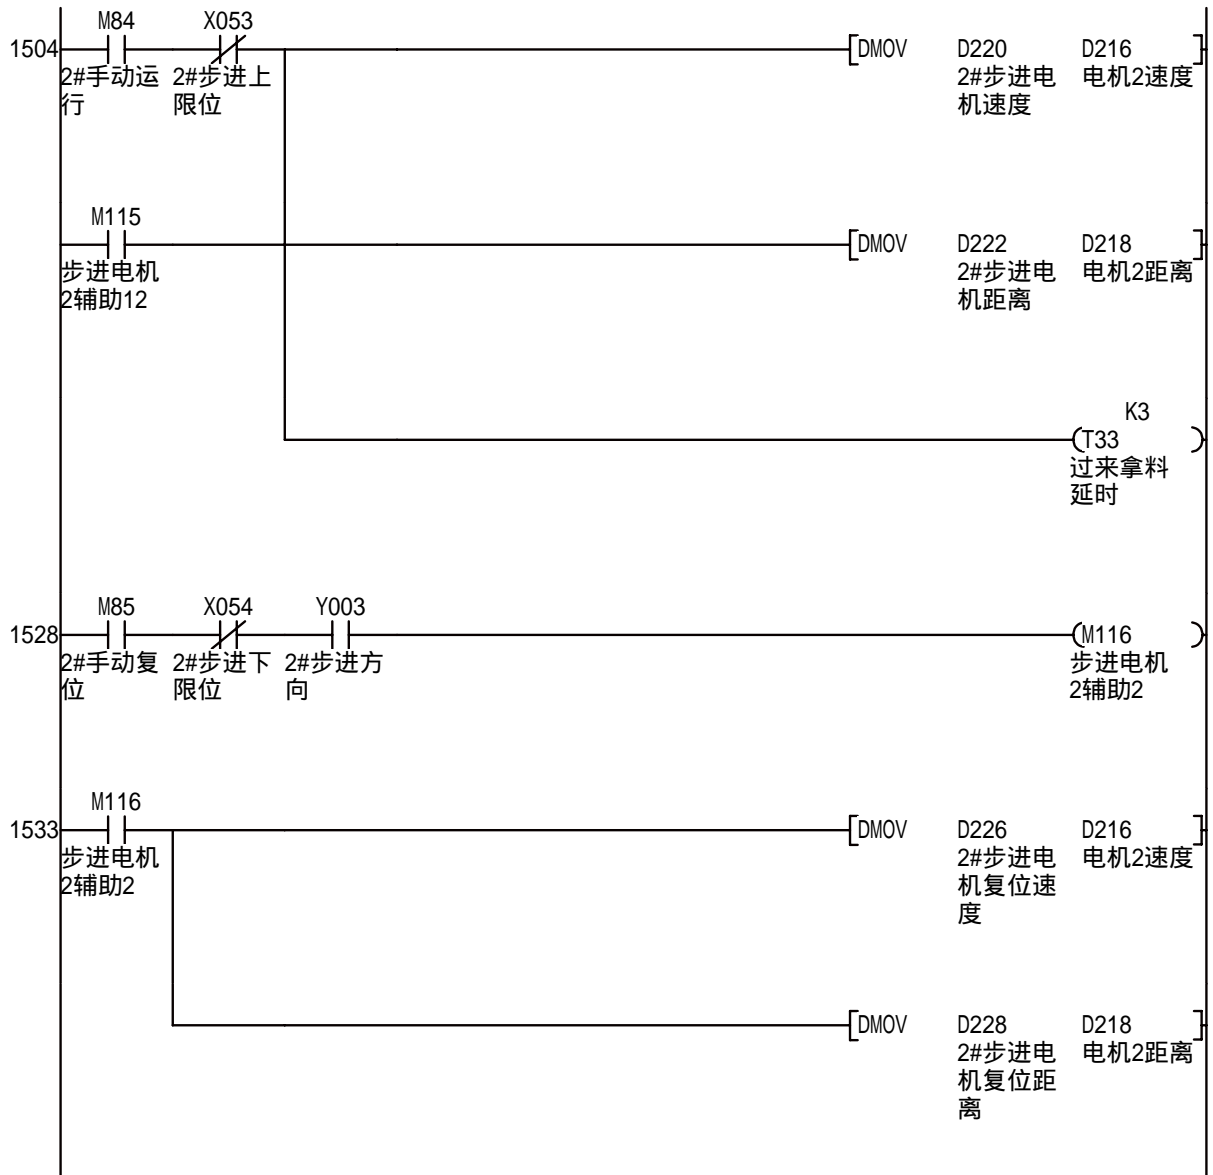 M84 X053
1504 DMOV D220 D216
2#手动运 2#步进上 2#步进电 电机2速度
行 限位 机速度
M115
DMOV D222 D218
步进电机 2#步进电 电机2距离
2辅助12 机距离
K3
T33
过来拿料
延时
M85 X054 Y003
1528 M116
2#手动复 2#步进下 2#步进方 步进电机
位 限位 向 2辅助2
M116
1533 DMOV D226 D216
步进电机 2#步进电 电机2速度
2辅助2 机复位速
度
DMOV D228 D218
2#步进电 电机2距离
机复位距
离